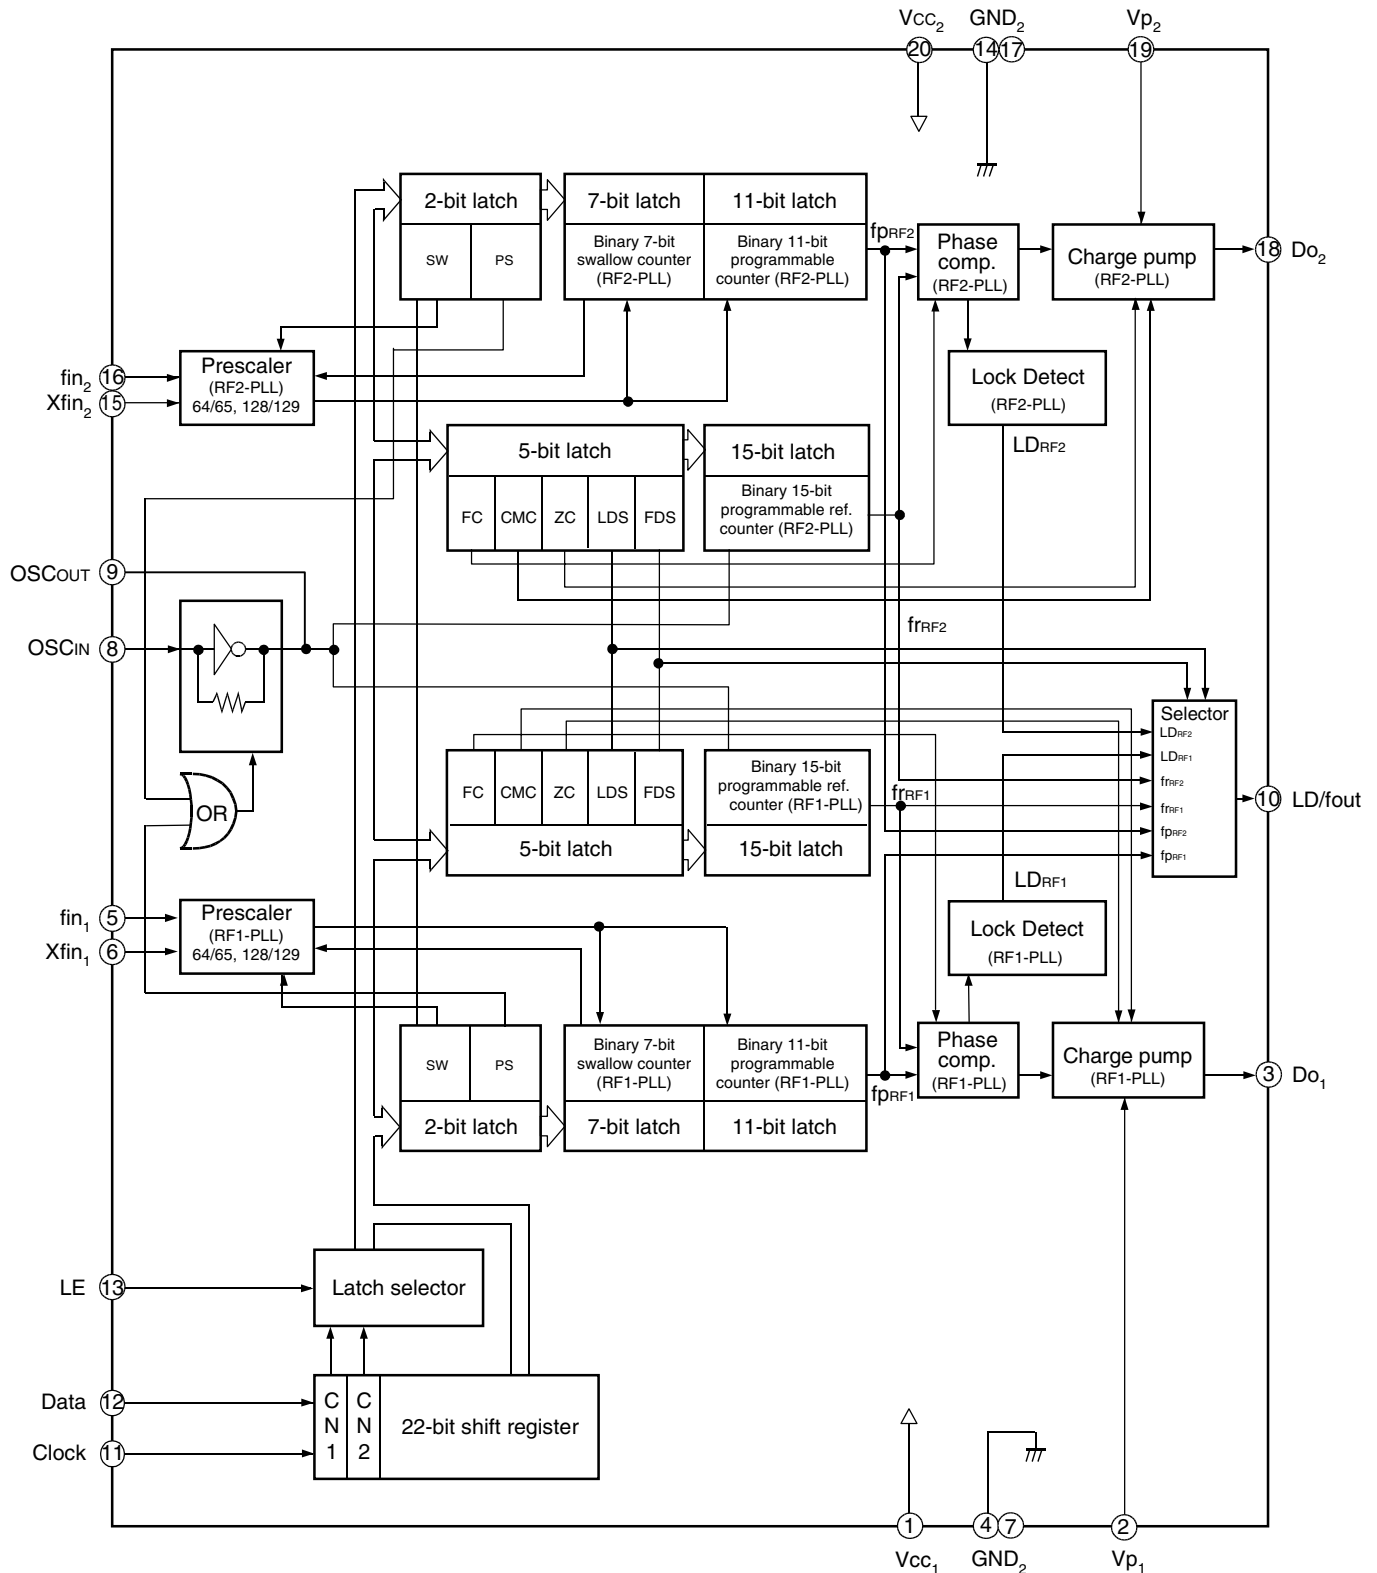 VCC2 GND2 Vp2
20 14 17 19
2-bit latch 7-bit latch 11-bit latch
SW PS
Binary 7-bit
swallow counter
(RF2-PLL)
Binary 11-bit
programmable
counter (RF2-PLL)
fpRF2
Phase
comp.
(RF2-PLL)
Charge pump
(RF2-PLL)
18 Do2
fin2 16
Xfin2 15
Prescaler
(RF2-PLL)
64/65, 128/129
Lock Detect
(RF2-PLL)
LDRF2
5-bit latch 15-bit latch
FC CMC ZC LDS FDS
Binary 15-bit
programmable ref.
counter (RF2-PLL)
OSCOUT 9
OSCIN 8
frRF2
Selector
LDRF2
LDRF1
frRF2
frRF1
fpRF2
fpRF1
10 LD/fout
OR
FC CMC ZC LDS FDS
Binary 15-bit
programmable ref.
counter (RF1-PLL)
frRF1
5-bit latch 15-bit latch
LDRF1
fin1 5
Xfin1 6
Prescaler
(RF1-PLL)
64/65, 128/129
Lock Detect
(RF1-PLL)
SW PS
Binary 7-bit
swallow counter
(RF1-PLL)
Binary 11-bit
programmable
counter (RF1-PLL)
fpRF1
Phase
comp.
(RF1-PLL)
Charge pump
(RF1-PLL)
3 Do1
2-bit latch 7-bit latch 11-bit latch
LE 13
Latch selector
Data 12
Clock 11
CN1
CN2
22-bit shift register
1 4 7 2
Vcc1 GND2 Vp1